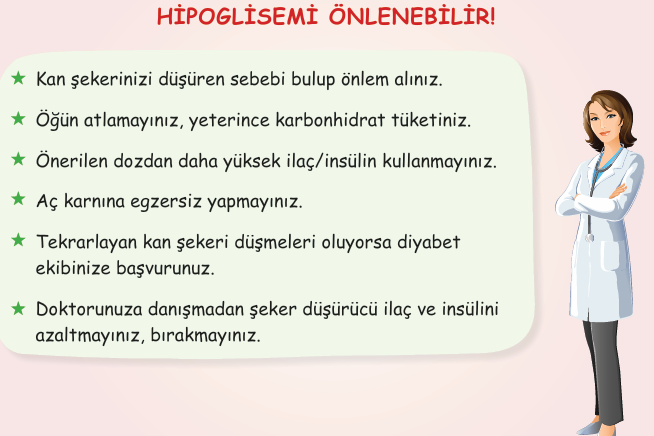 HİPOGLİSEMİ ÖNLENEBİLİR!
Kan şekerinizi düşüren sebebi bulup önlem alınız.
Öğün atlamayınız, yeterince karbonhidrat tüketiniz.
Önerilen dozdan daha yüksek ilaç/insülin kullanmayınız.
Aç karnına egzersiz yapmayınız.
Tekrarlayan kan şekeri düşmeleri oluyorsa diyabet
ekibinize başvurunuz.
Doktorunuza danışmadan şeker düşürücü ilaç ve insülini
azaltmayınız, bırakmayınız.